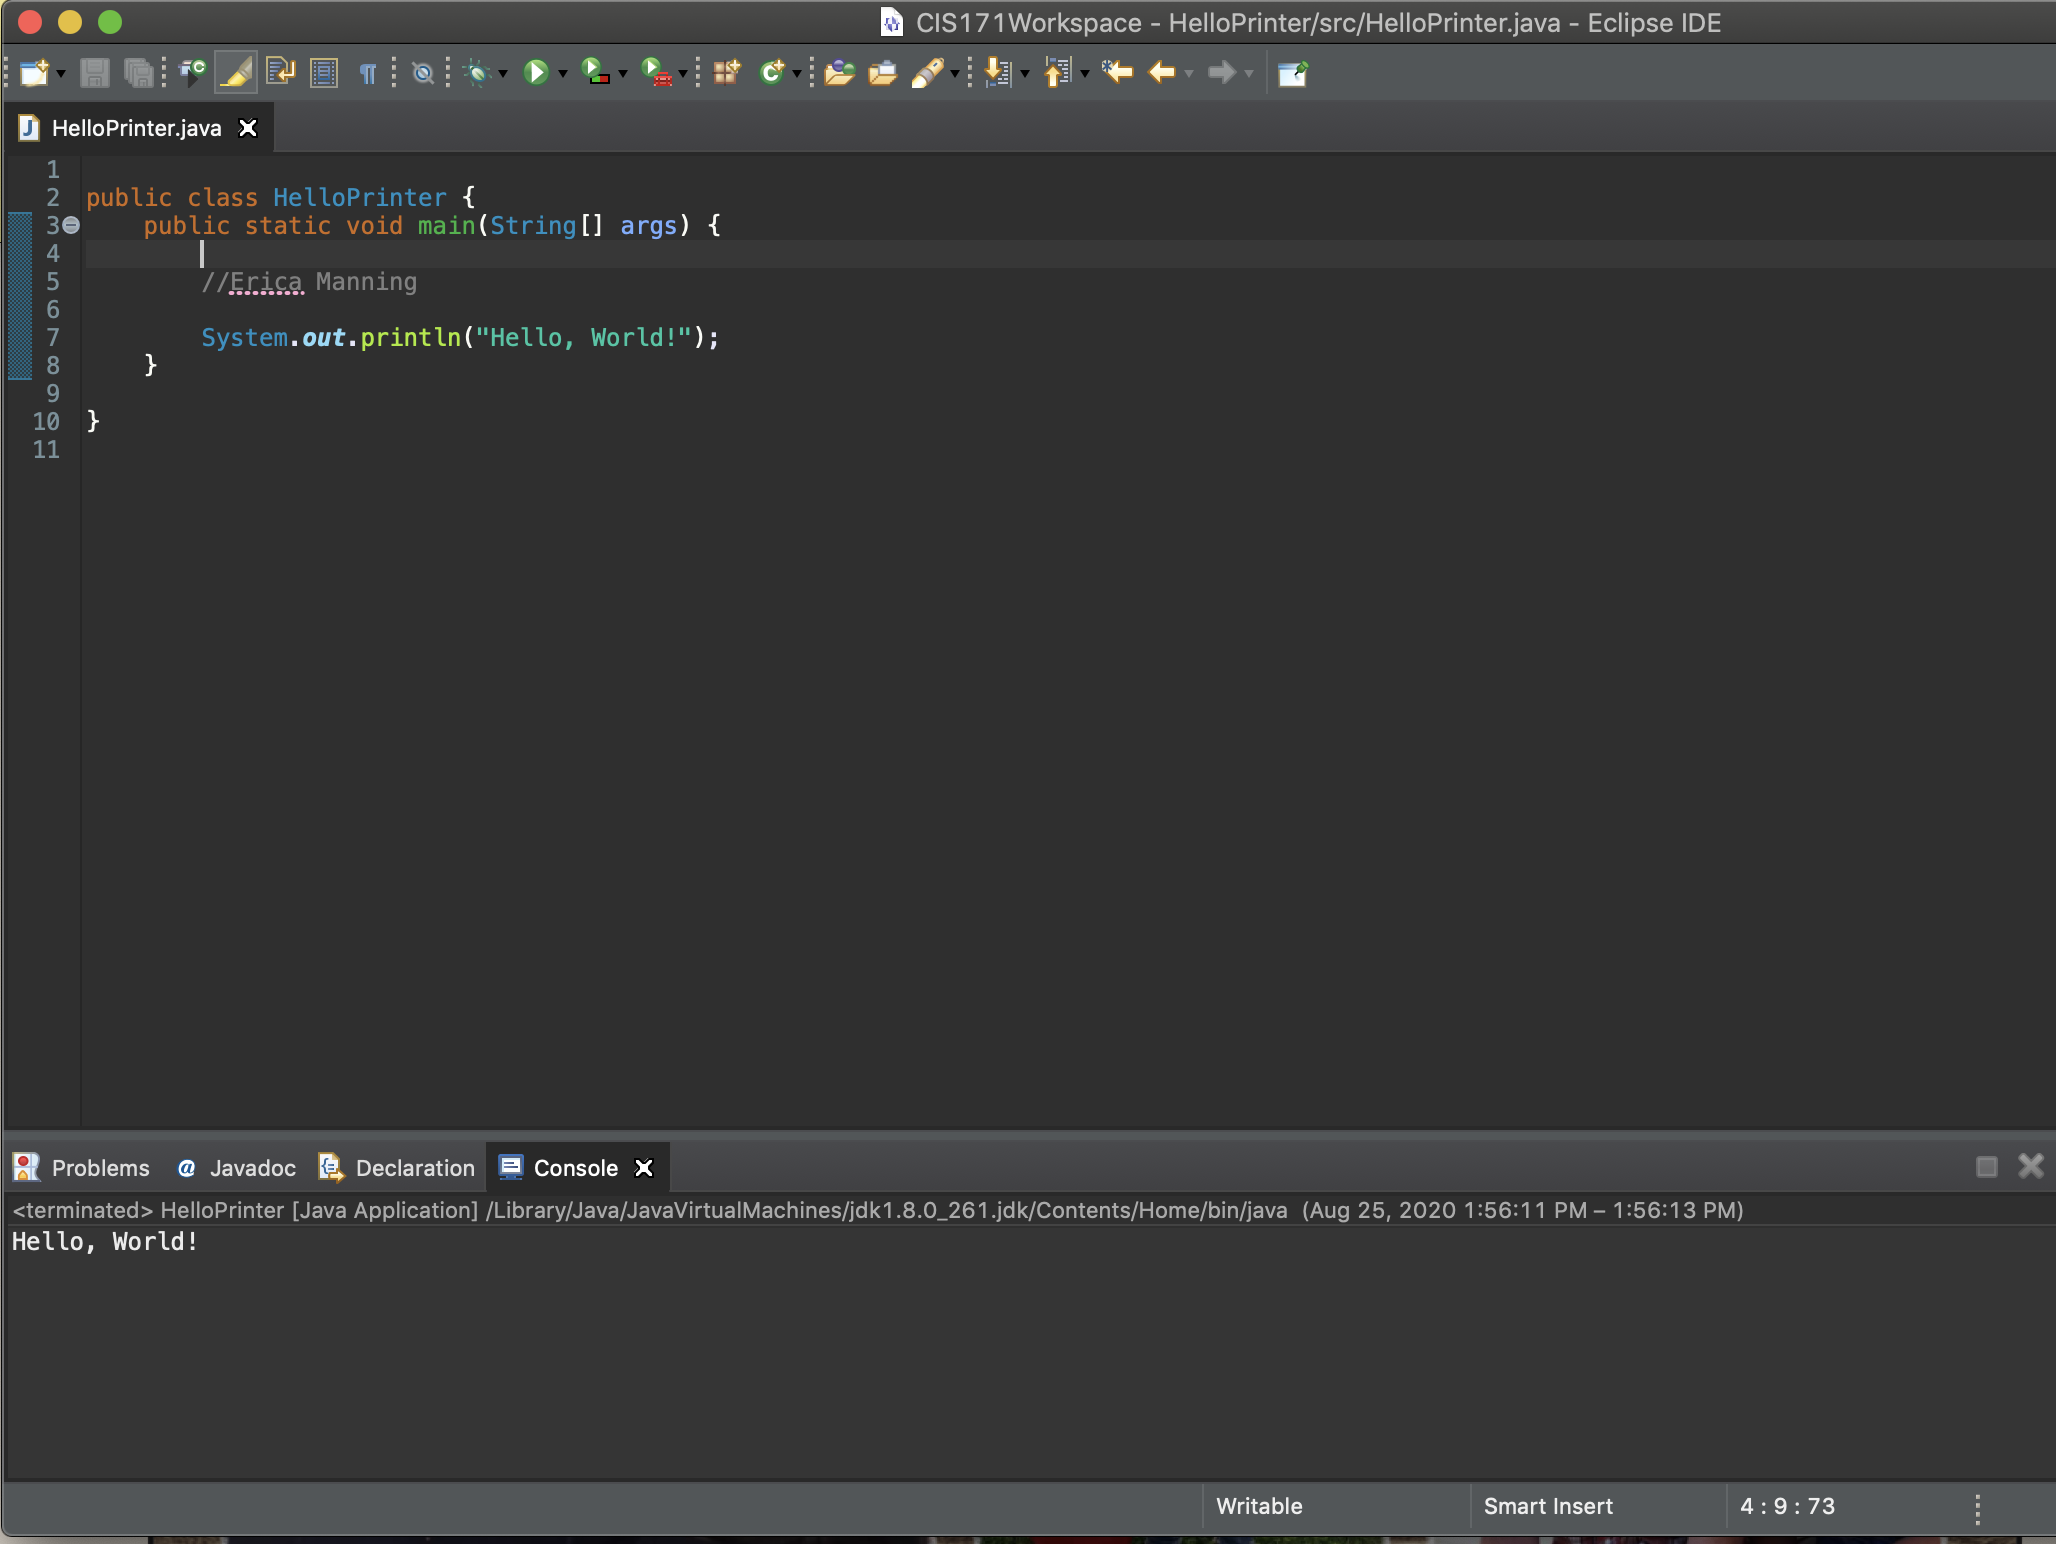 CIS171Workspace - HelloPrinter/src/HelloPrinter.java - Eclipse IDE
HelloPrinter.java
1
2 public class HelloPrinter {
3 public static void main(String[] args) {
4
5 //Erica Manning
6
7 System.out.println("Hello, World!");
8 }
9
10 }
11
Problems @ Javadoc Declaration Console
<terminated> HelloPrinter [Java Application] /Library/Java/JavaVirtualMachines/jdk1.8.0_261.jdk/Contents/Home/bin/java (Aug 25, 2020 1:56:11 PM – 1:56:13 PM)
Hello, World!
Writable Smart Insert 4 : 9 : 73